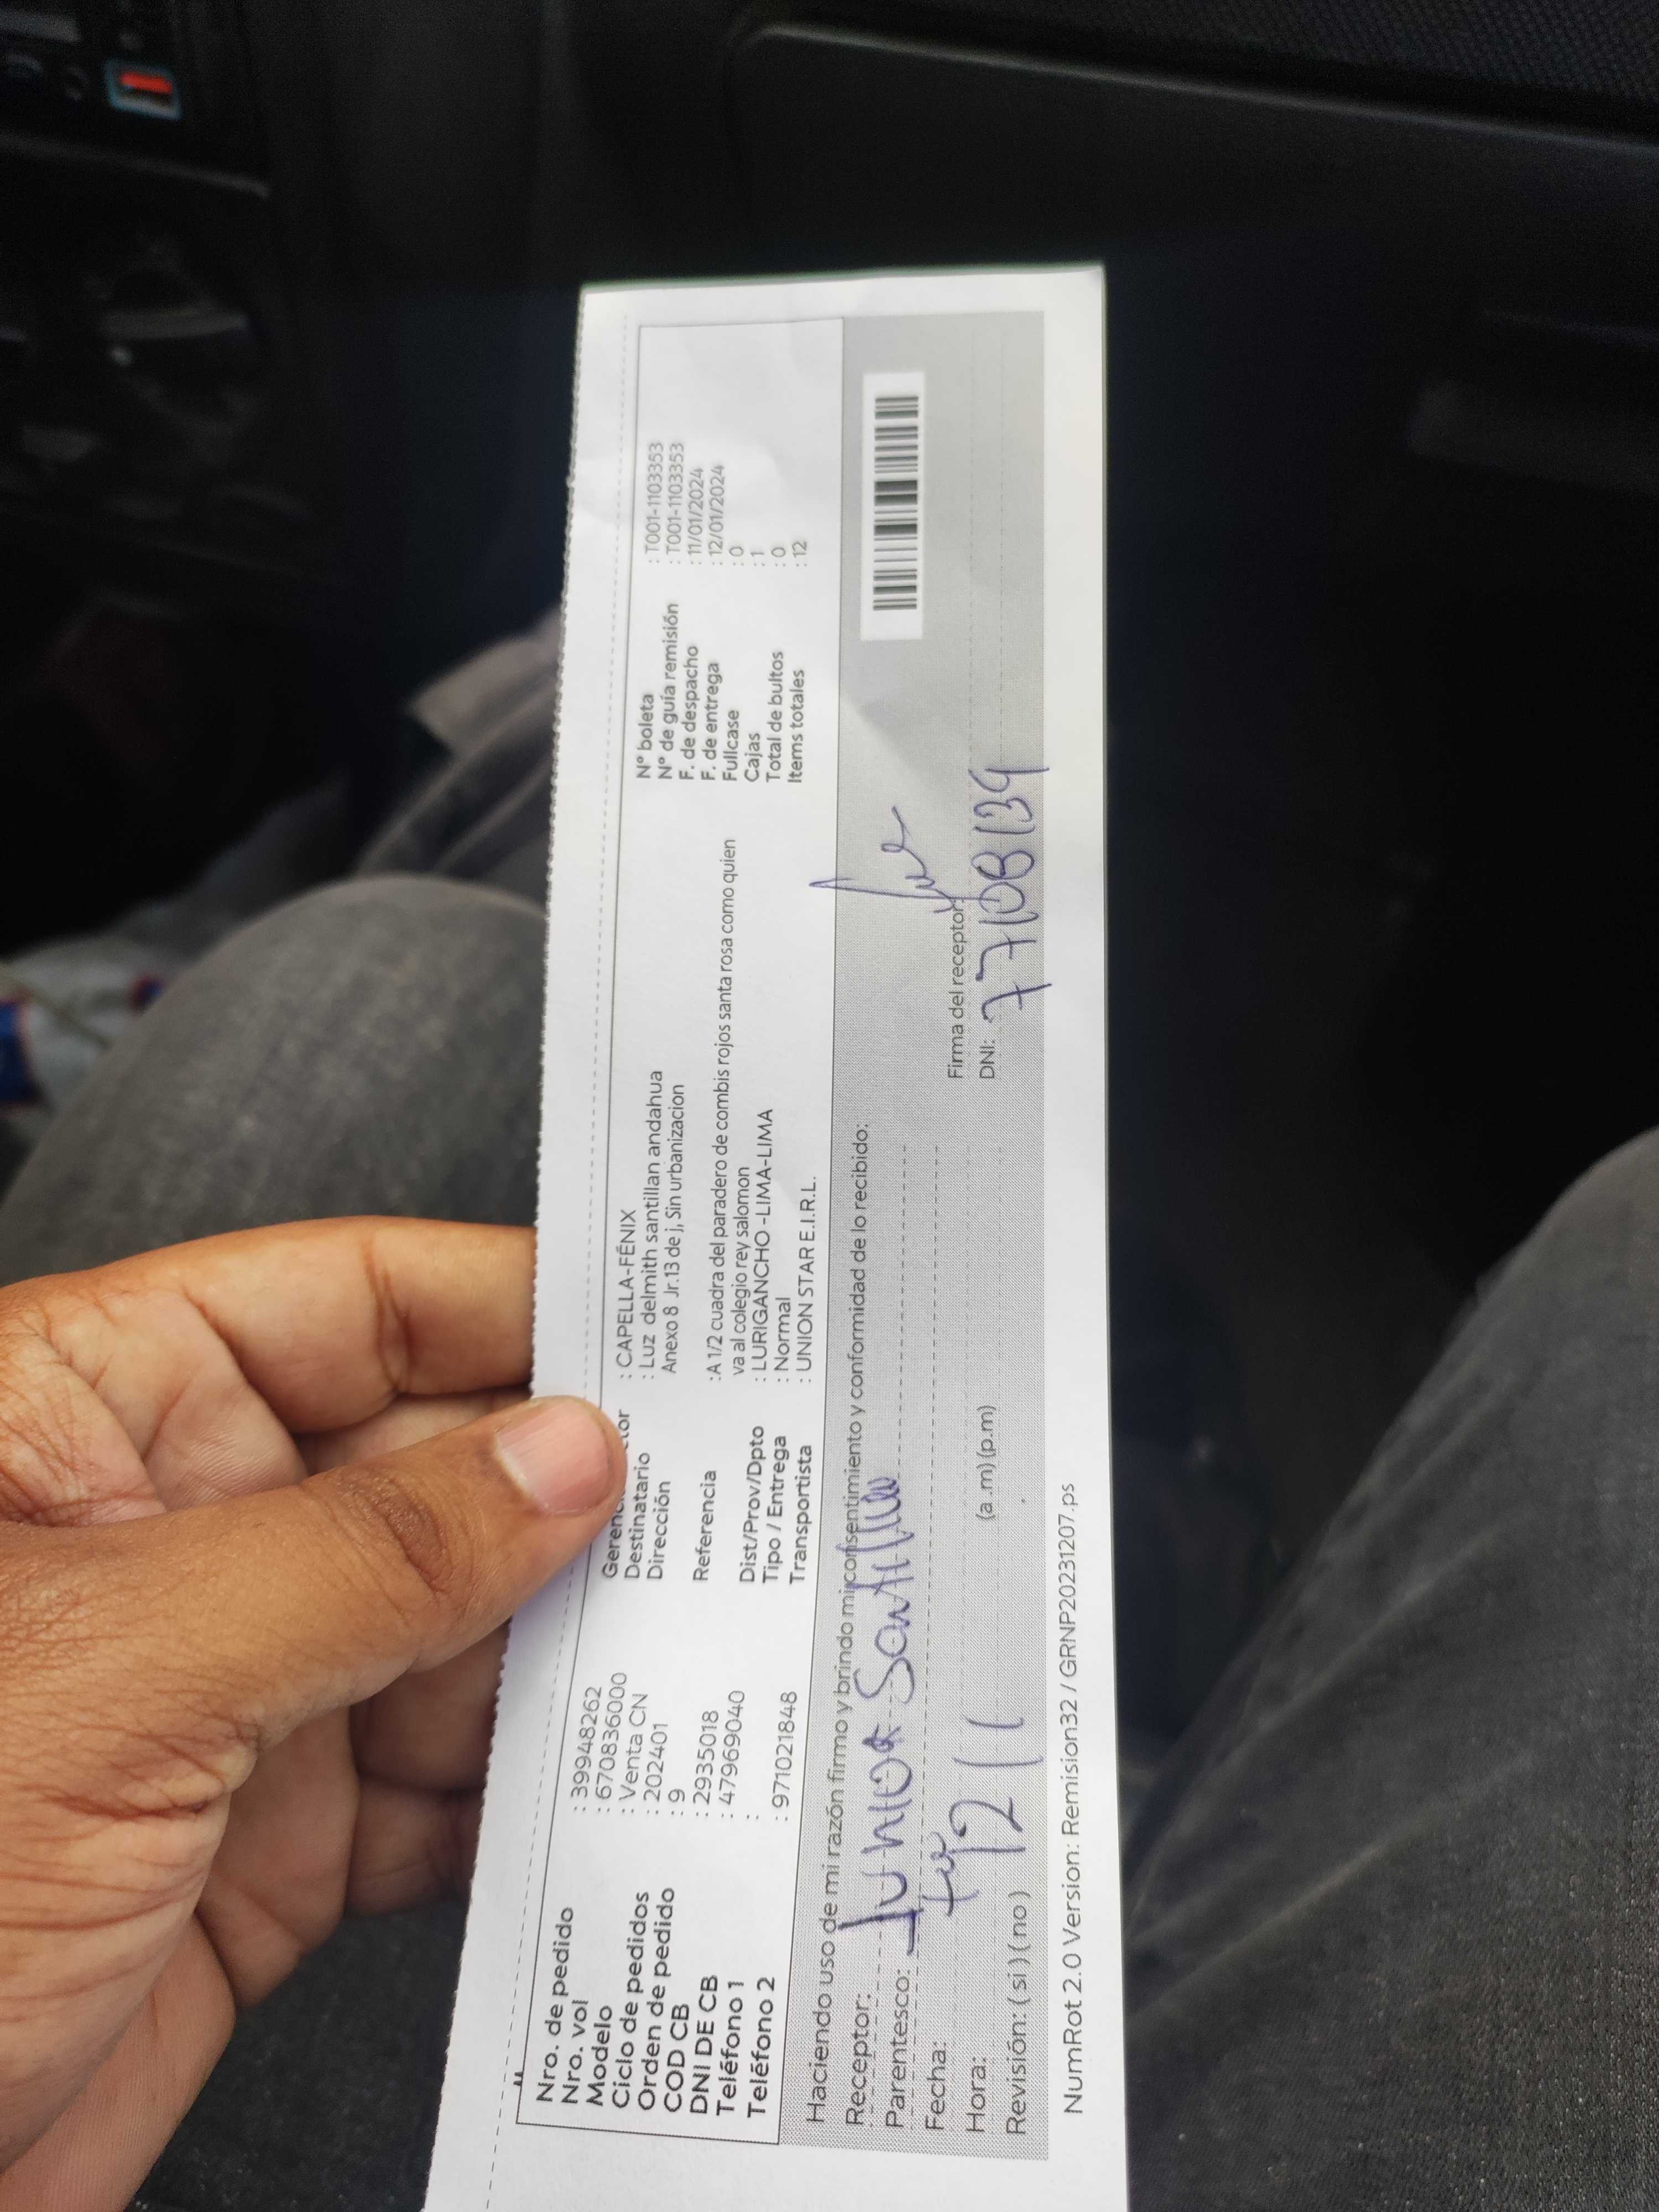 Nro. de pedido : 39948262
Nro. vol : 670836000
Modelo : Venta CN
Ciclo de pedidos : 202401
Orden de pedido : 9
COD CB : 2935018
DNI DE CB : 47969040
Teléfono 1 :
Teléfono 2 : 971021848
Geren tor : CAPELLA-FÉNIX
Destinatario : Luz delmith santillan andahua
Dirección Anexo 8 Jr.13 de j, Sin urbanizacion
Referencia :A 1/2 cuadra del paradero de combis rojos santa rosa como quien
va al colegio rey salomon
Dist/Prov/Dpto : LURIGANCHO -LIMA-LIMA
Tipo / Entrega : Normal
Transportista : UNION STAR E.I.R.L.
N° boleta : T001-1103353
N° de guía remisión : T001-1103353
F. de despacho : 11/01/2024
F. de entrega : 12/01/2024
Fullcase : 0
Cajas : 1
Total de bultos : 0
Items totales : 12
Haciendo uso de mi razón firmo y brindo mi consentimiento y conformidad de lo recibido:
Receptor: Junior Santillan
Parentesco:
Fecha: 12/1
Hora: (a .m) (p.m)
Revisión: ( si ) ( no )
Firma del receptor:
DNI: 77108139
NumRot 2.0 Version: Remision32 / GRNP20231207.ps